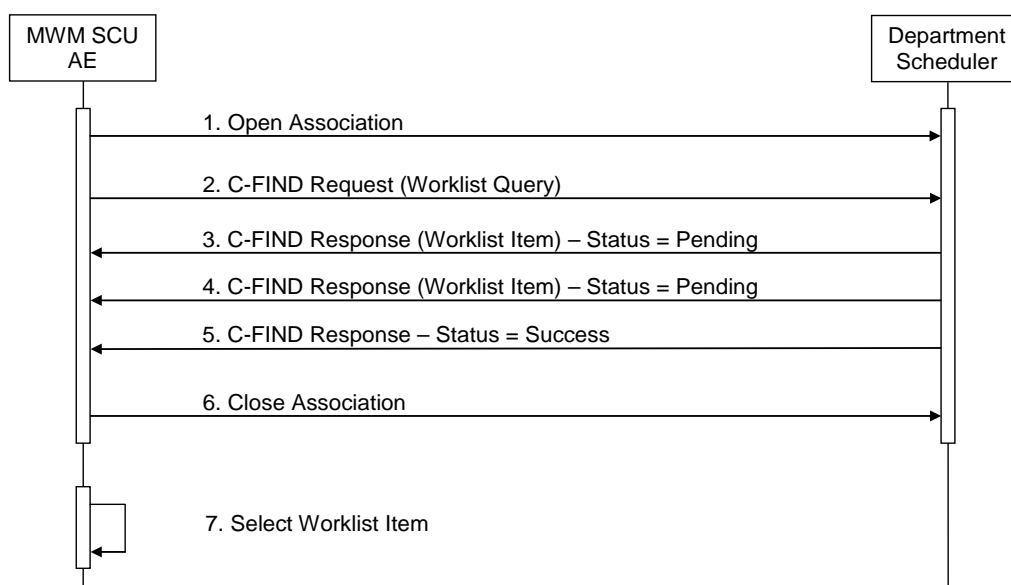 MWM SCU
AE
Department
Scheduler
1. Open Association
2. C-FIND Request (Worklist Query)
3. C-FIND Response (Worklist Item) – Status = Pending
4. C-FIND Response (Worklist Item) – Status = Pending
5. C-FIND Response – Status = Success
6. Close Association
7. Select Worklist Item